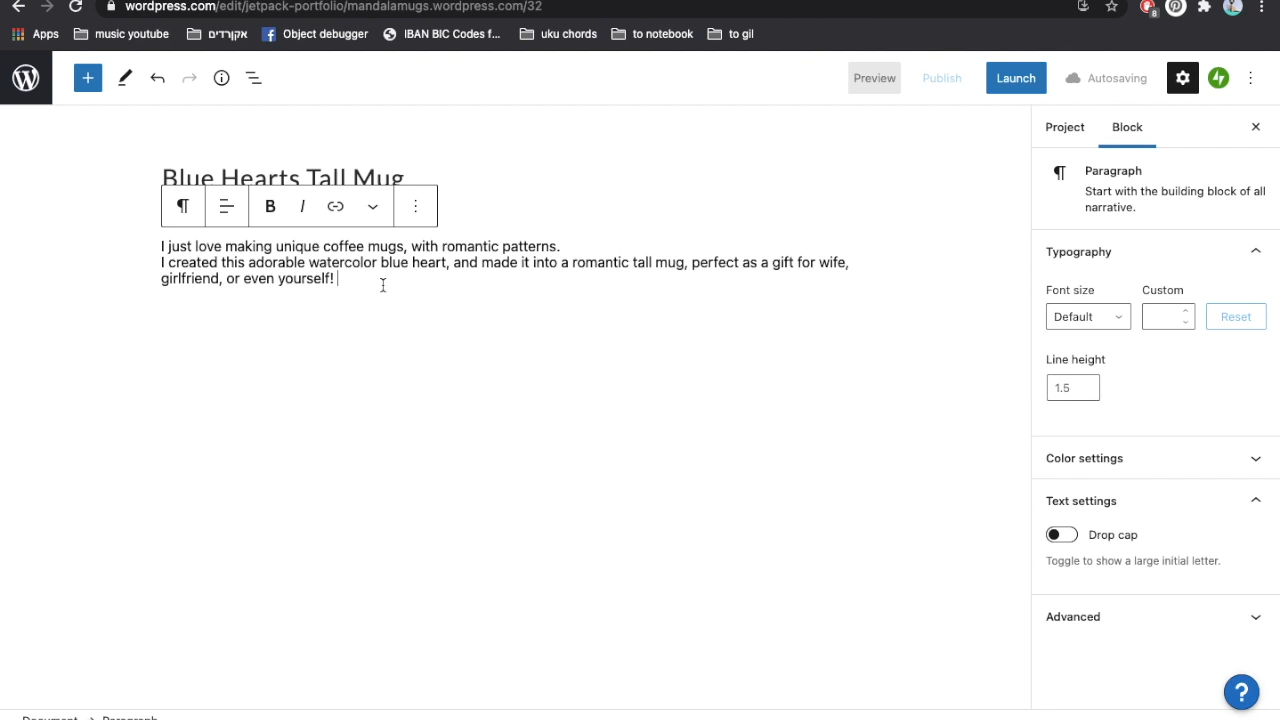 wordpress.com/edit/jetpack-portfolio/mandalamugs.wordpress.com/32
8
Apps music youtube אקורדים Object debugger IBAN BIC Codes f... uku chords to notebook to gil
Preview Publish Launch Autosaving
Project Block
Paragraph
Start with the building block of all
narrative.
Blue Hearts Tall Mug
B I
I just love making unique coffee mugs, with romantic patterns.
I created this adorable watercolor blue heart, and made it into a romantic tall mug, perfect as a gift for wife,
girlfriend, or even yourself!
Typography
Font size Custom
Default Reset
Line height
1.5
Color settings
Text settings
Drop cap
Toggle to show a large initial letter.
Advanced
?
Document Paragraph